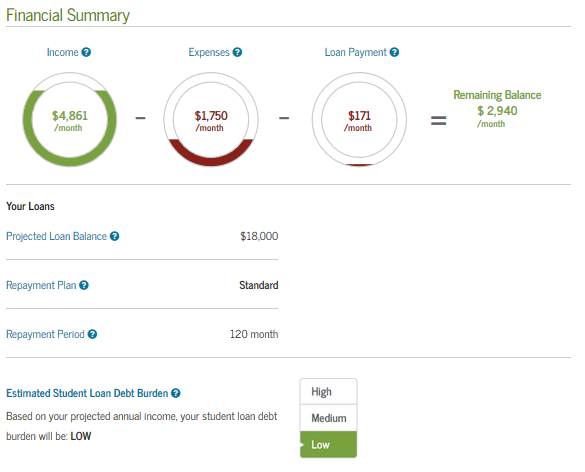 Financial Summary
Income ?
Expenses ?
Loan Payment ?
$4,861
/month
-
$1,750
/month
-
$171
/month
=
Remaining Balance
$ 2,940
/month
Your Loans
Projected Loan Balance ? $18,000
Repayment Plan ? Standard
Repayment Period ? 120 month
Estimated Student Loan Debt Burden ?
Based on your projected annual income, your student loan debt
burden will be: LOW
High
Medium
Low